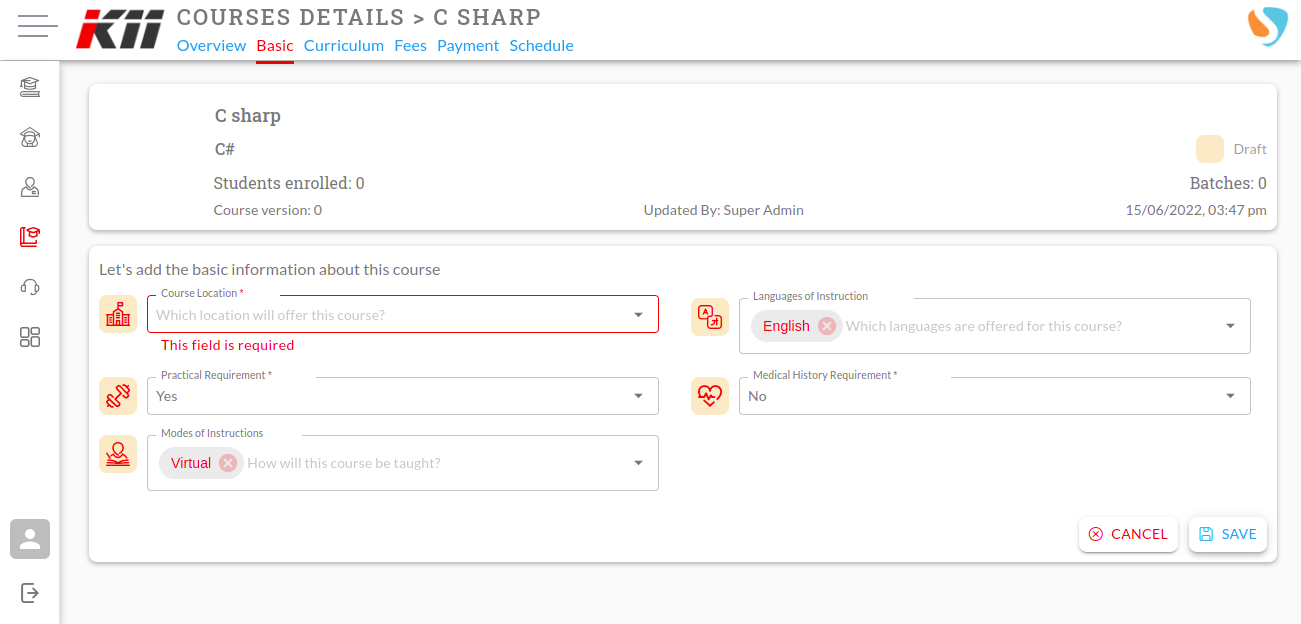 KII
COURSES DETAILS > C SHARP
Overview Basic Curriculum Fees Payment Schedule
C sharp
C#
Draft
Students enrolled: 0
Batches: 0
Course version: 0
Updated By: Super Admin
15/06/2022, 03:47 pm
Let's add the basic information about this course
Course Location *
Which location will offer this course?
This field is required
Languages of Instruction
English
Which languages are offered for this course?
Practical Requirement *
Yes
Medical History Requirement *
No
Modes of Instructions
Virtual
How will this course be taught?
CANCEL
SAVE